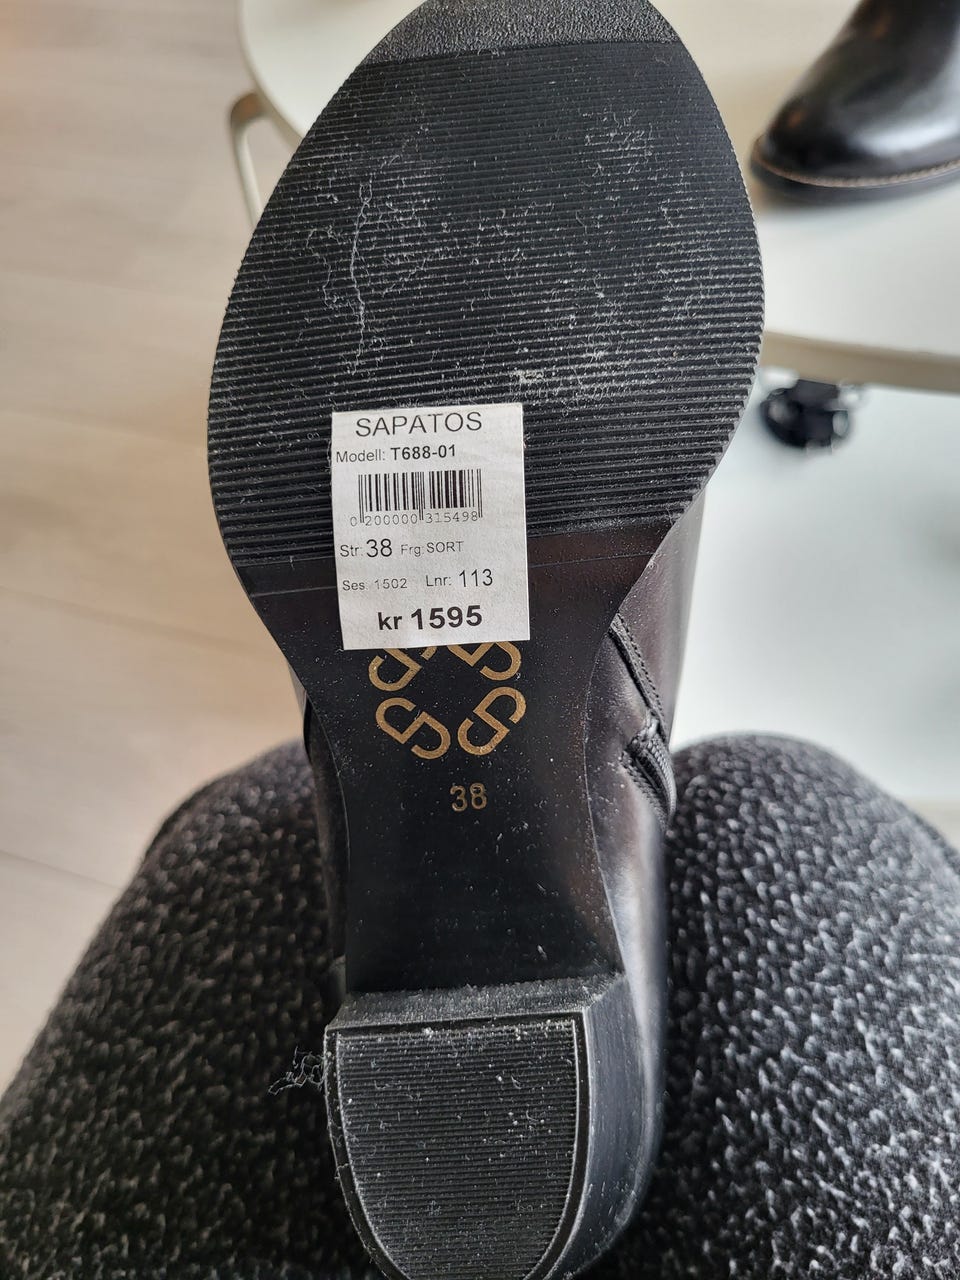 SAPATOS
Modell: T688-01
0 200000 315498
Str: 38 Frg: SORT
Ses. 1502 Lnr: 113
kr 1595
38